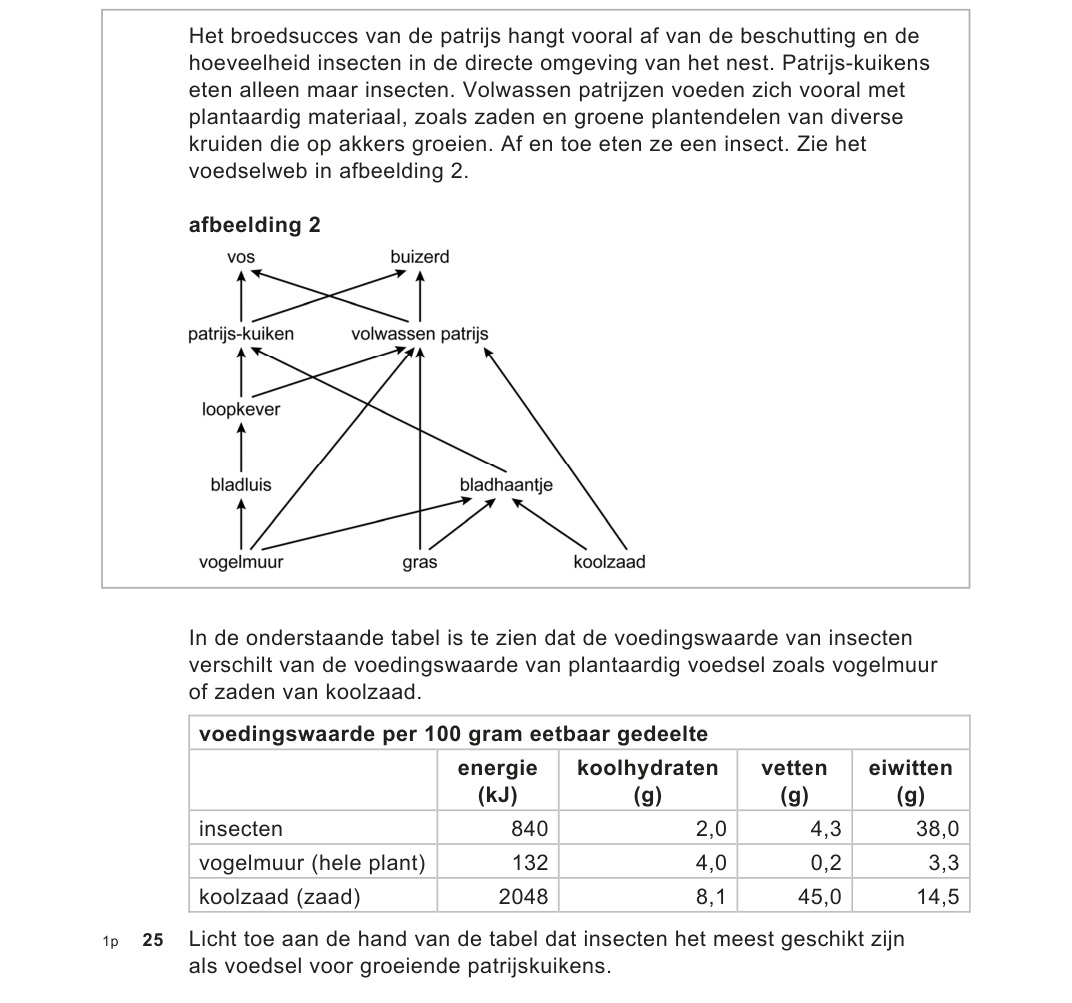 Het broedsucces van de patrijs hangt vooral af van de beschutting en de
hoeveelheid insecten in de directe omgeving van het nest. Patrijs-kuikens
eten alleen maar insecten. Volwassen patrijzen voeden zich vooral met
plantaardig materiaal, zoals zaden en groene plantendelen van diverse
kruiden die op akkers groeien. Af en toe eten ze een insect. Zie het
voedselweb in afbeelding 2.
afbeelding 2
vos buizerd
patrijs-kuiken volwassen patrijs
loopkever
bladluis bladhaantje
vogelmuur gras koolzaad
In de onderstaande tabel is te zien dat de voedingswaarde van insecten
verschilt van de voedingswaarde van plantaardig voedsel zoals vogelmuur
of zaden van koolzaad.
voedingswaarde per 100 gram eetbaar gedeelte
energie koolhydraten vetten eiwitten
(kJ) (g) (g) (g)
insecten 840 2,0 4,3 38,0
vogelmuur (hele plant) 132 4,0 0,2 3,3
koolzaad (zaad) 2048 8,1 45,0 14,5
1p 25 Licht toe aan de hand van de tabel dat insecten het meest geschikt zijn
als voedsel voor groeiende patrijskuikens.